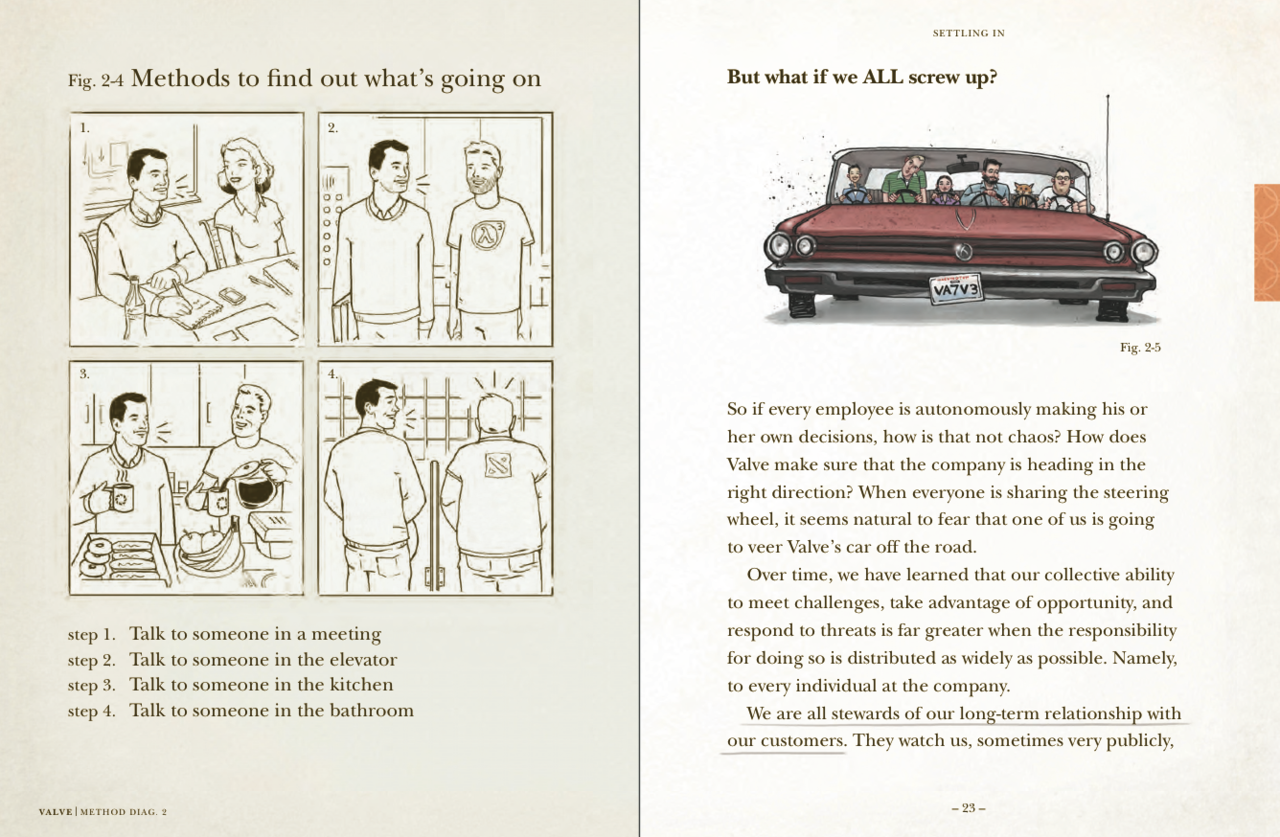 Fig. 2-4 Methods to find out what's going on
1.
2.
3
3.
4.
step 1. Talk to someone in a meeting
step 2. Talk to someone in the elevator
step 3. Talk to someone in the kitchen
step 4. Talk to someone in the bathroom
VALVE | METHOD DIAG. 2
SETTLING IN
But what if we ALL screw up?
VA7V3
Fig. 2-5
So if every employee is autonomously making his or
her own decisions, how is that not chaos? How does
Valve make sure that the company is heading in the
right direction? When everyone is sharing the steering
wheel, it seems natural to fear that one of us is going
to veer Valve's car off the road.
Over time, we have learned that our collective ability
to meet challenges, take advantage of opportunity, and
respond to threats is far greater when the responsibility
for doing so is distributed as widely as possible. Namely,
to every individual at the company.
We are all stewards of our long-term relationship with
our customers. They watch us, sometimes very publicly,
– 23 –